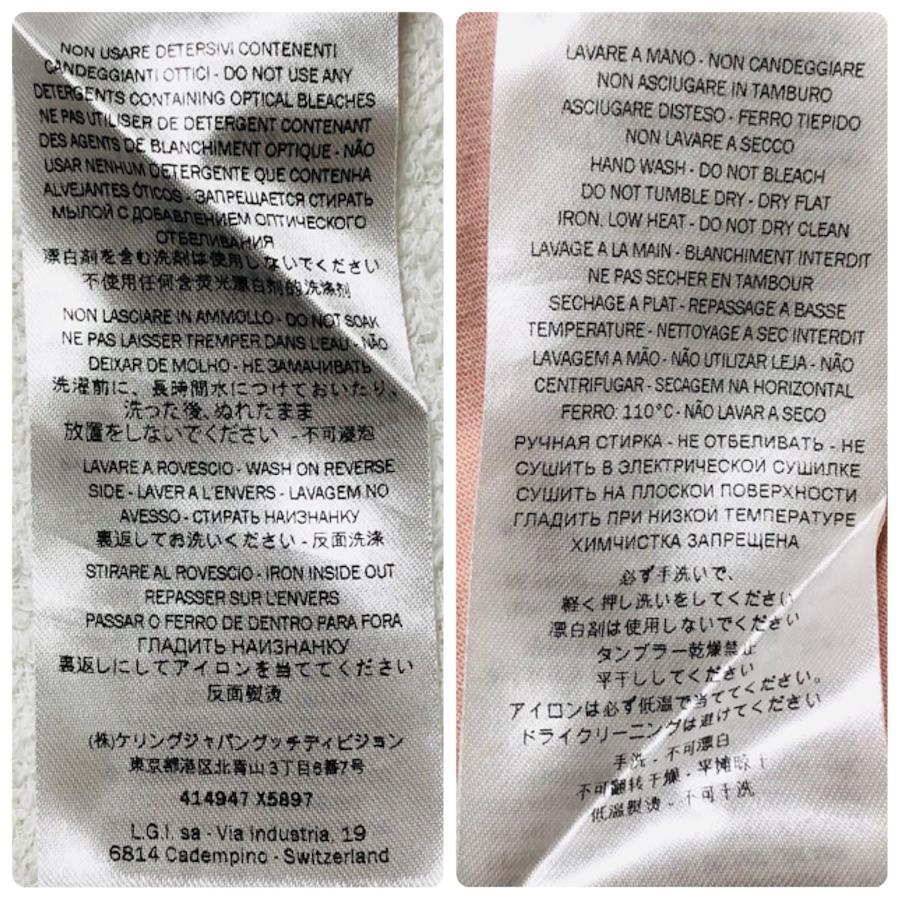 NON USARE DETERSIVI CONTENENTI
CANDEGGIANTI OTTICI - DO NOT USE ANY
DETERGENTS CONTAINING OPTICAL BLEACHES
NE PAS UTILISER DE DETERGENT CONTENANT
DES AGENTS DE BLANCHIMENT OPTIQUE - NÃO
USAR NENHUM DETERGENTE QUE CONTENHA
ALVEJANTES ÓTICOS - ЗАПРЕЩАЕТСЯ СТИРАТЬ
МЫЛОЙ С ДОБАВЛЕНИЕМ ОПТИЧЕСКОГО
ОТБЕЛИВАНИЯ
漂白剤を含む洗剤は使用しないでください
不使用任何含荧光漂白剂的洗涤剂
NON LASCIARE IN AMMOLLO - DO NOT SOAK
NE PAS LAISSER TREMPER DANS L'EAU - NÃO
DEIXAR DE MOLHO - НЕ ЗАМАЧИВАТЬ
洗濯前に、長時間水につけておいたり、
洗った後、ぬれたまま
放置をしないでください - 不可浸泡
LAVARE A ROVESCIO - WASH ON REVERSE
SIDE - LAVER A L'ENVERS - LAVAGEM NO
AVESSO - СТИРАТЬ НАИЗНАНКУ
裏返してお洗いください - 反面洗涤
STIRARE AL ROVESCIO - IRON INSIDE OUT
REPASSER SUR L'ENVERS
PASSAR O FERRO DE DENTRO PARA FORA
ГЛАДИТЬ НАИЗНАНКУ
裏返しにしてアイロンを当ててください
反面熨烫
(株)ケリングジャパングッチディビジョン
東京都港区北青山3丁目6番7号
414947 X5897
L.G.I. sa - Via Industria, 19
6814 Cadempino - Switzerland
LAVARE A MANO - NON CANDEGGIARE
NON ASCIUGARE IN TAMBURO
ASCIUGARE DISTESO - FERRO TIEPIDO
NON LAVARE A SECCO
HAND WASH - DO NOT BLEACH
DO NOT TUMBLE DRY - DRY FLAT
IRON, LOW HEAT - DO NOT DRY CLEAN
LAVAGE A LA MAIN - BLANCHIMENT INTERDIT
NE PAS SECHER EN TAMBOUR
SECHAGE A PLAT - REPASSAGE A BASSE
TEMPERATURE - NETTOYAGE A SEC INTERDIT
LAVAGEM A MÃO - NÃO UTILIZAR LEJA - NÃO
CENTRIFUGAR - SECAGEM NA HORIZONTAL
FERRO: 110°C - NÃO LAVAR A SECO
РУЧНАЯ СТИРКА - НЕ ОТБЕЛИВАТЬ - НЕ
СУШИТЬ В ЭЛЕКТРИЧЕСКОЙ СУШИЛКЕ
СУШИТЬ НА ПЛОСКОЙ ПОВЕРХНОСТИ
ГЛАДИТЬ ПРИ НИЗКОЙ ТЕМПЕРАТУРЕ
ХИМЧИСТКА ЗАПРЕЩЕНА
必ず手洗いで、
軽く押し洗いをしてください
漂白剤は使用しないでください
タンブラー乾燥禁止
平干ししてください
アイロンは必ず低温で当ててください。
ドライクリーニングは避けてください
手洗 - 不可漂白
不可翻转干燥 - 平摊晾干
低温熨烫 - 不可干洗